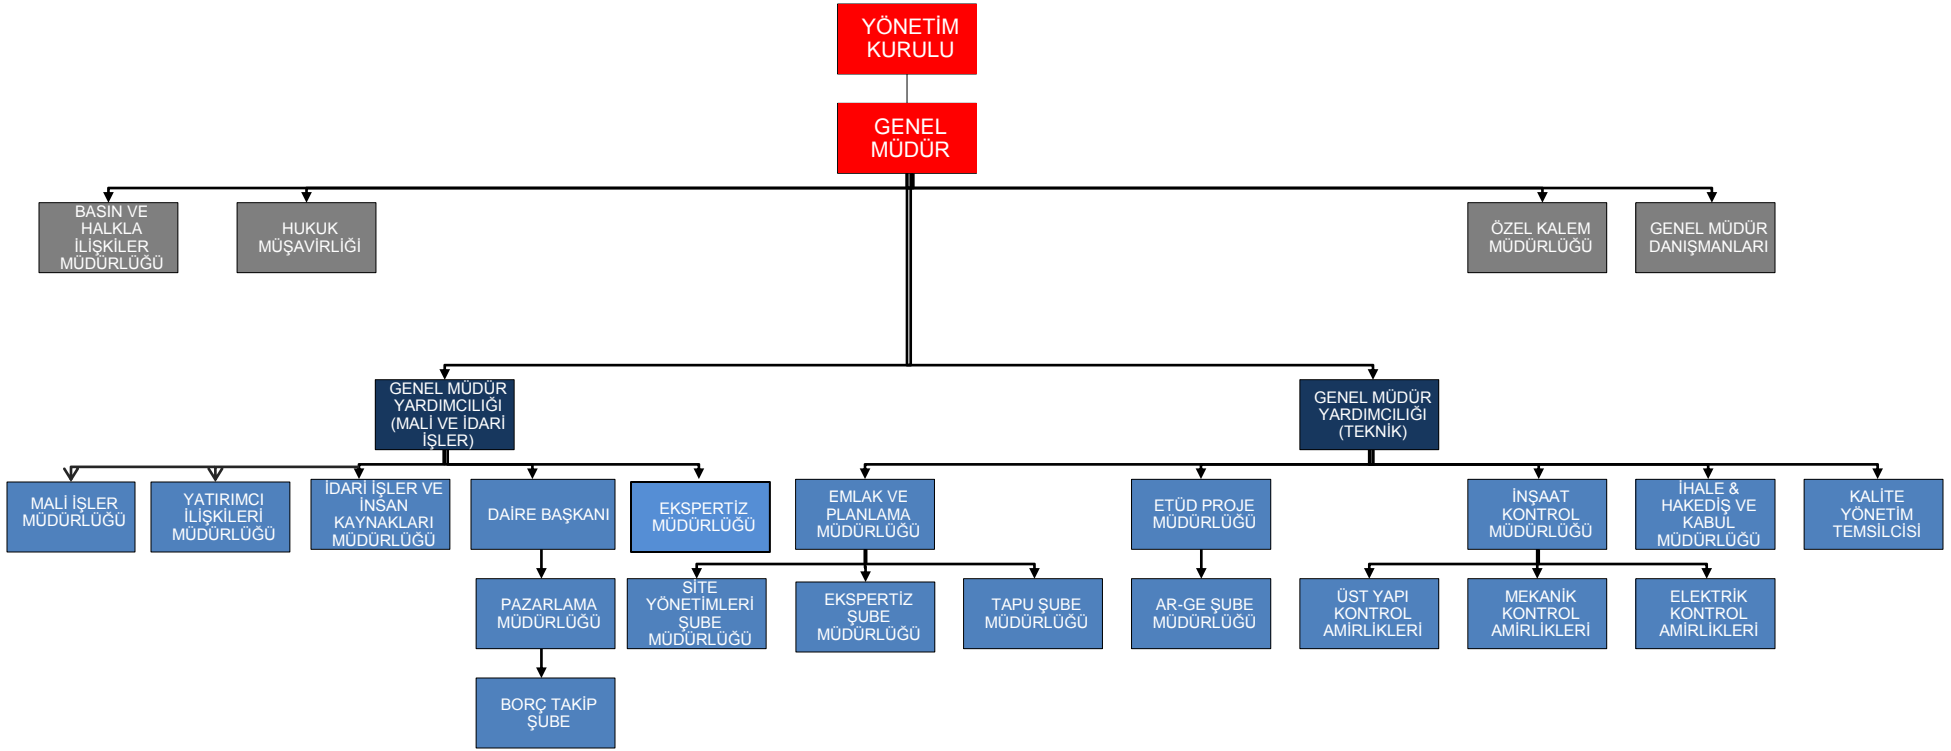 YÖNETİM
KURULU
GENEL
MÜDÜR
BASIN VE
HALKLA
İLİŞKİLER
MÜDÜRLÜĞÜ
HUKUK
MÜŞAVİRLİĞİ
ÖZEL KALEM
MÜDÜRLÜĞÜ
GENEL MÜDÜR
DANIŞMANLARI
GENEL MÜDÜR
YARDIMCILIĞI
(MALİ VE İDARİ
İŞLER)
GENEL MÜDÜR
YARDIMCILIĞI
(TEKNİK)
MALİ İŞLER
MÜDÜRLÜĞÜ
YATIRIMCI
İLİŞKİLERİ
MÜDÜRLÜĞÜ
İDARİ İŞLER VE
İNSAN
KAYNAKLARI
MÜDÜRLÜĞÜ
DAİRE BAŞKANI
EKSPERTİZ
MÜDÜRLÜĞÜ
EMLAK VE
PLANLAMA
MÜDÜRLÜĞÜ
ETÜD PROJE
MÜDÜRLÜĞÜ
İNŞAAT
KONTROL
MÜDÜRLÜĞÜ
İHALE &
HAKEDİŞ VE
KABUL
MÜDÜRLÜĞÜ
KALİTE
YÖNETİM
TEMSİLCİSİ
PAZARLAMA
MÜDÜRLÜĞÜ
SİTE
YÖNETİMLERİ
ŞUBE
MÜDÜRLÜĞÜ
EKSPERTİZ
ŞUBE
MÜDÜRLÜĞÜ
TAPU ŞUBE
MÜDÜRLÜĞÜ
AR-GE ŞUBE
MÜDÜRLÜĞÜ
ÜST YAPI
KONTROL
AMİRLİKLERİ
MEKANİK
KONTROL
AMİRLİKLERİ
ELEKTRİK
KONTROL
AMİRLİKLERİ
BORÇ TAKİP
ŞUBE